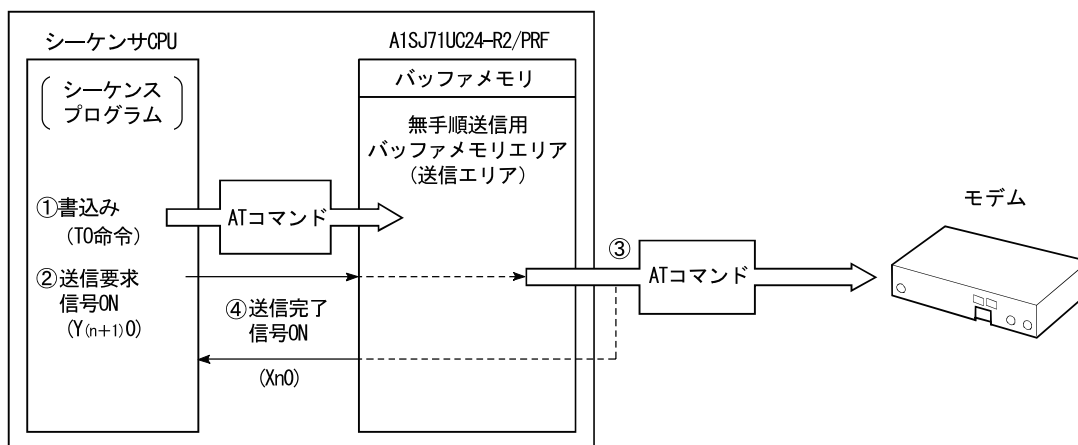 シーケンサCPU
シーケンス
プログラム
①書込み
(TO命令)
②送信要求
信号ON
(Y(n+1)0)
ATコマンド
④送信完了
信号ON
(Xn0)
A1SJ71UC24-R2/PRF
バッファメモリ
無手順送信用
バッファメモリエリア
(送信エリア)
③
ATコマンド
モデム